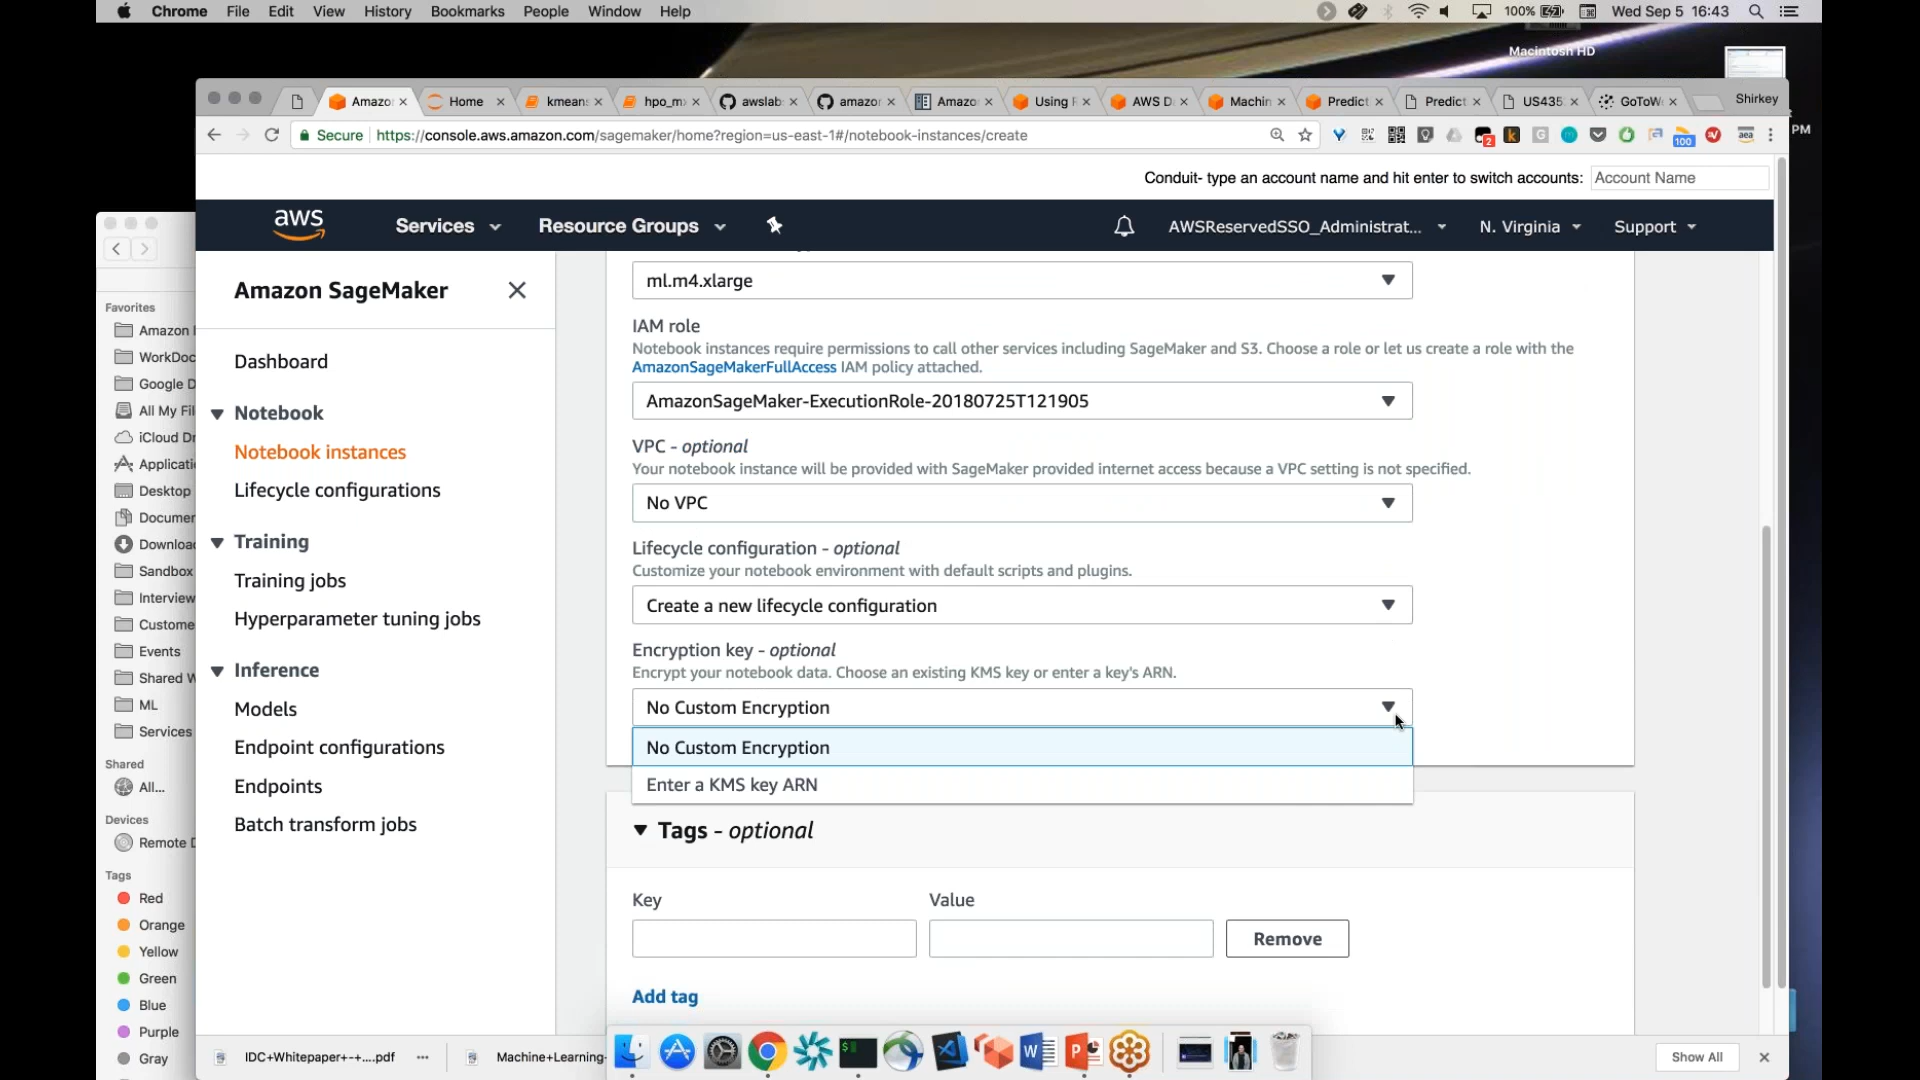 Chrome File Edit View History Bookmarks People Window Help 100% Wed Sep 5 16:43
Macintosh HD
Amazo Home kmean hpo_m awslab amazor Amazo Using AWS D Machin Predict Predict US435 GoToW Shirkey
Secure https://console.aws.amazon.com/sagemaker/home?region=us-east-1#/notebook-instances/create
PM
Conduit- type an account name and hit enter to switch accounts: Account Name
aws Services Resource Groups AWSReservedSSO_Administrat... N. Virginia Support
Amazon SageMaker
Dashboard
Notebook
Notebook instances
Lifecycle configurations
Training
Training jobs
Hyperparameter tuning jobs
Inference
Models
Endpoint configurations
Endpoints
Batch transform jobs
ml.m4.xlarge
IAM role
Notebook instances require permissions to call other services including SageMaker and S3. Choose a role or let us create a role with the
AmazonSageMakerFullAccess IAM policy attached.
AmazonSageMaker-ExecutionRole-20180725T121905
VPC - optional
Your notebook instance will be provided with SageMaker provided internet access because a VPC setting is not specified.
No VPC
Lifecycle configuration - optional
Customize your notebook environment with default scripts and plugins.
Create a new lifecycle configuration
Encryption key - optional
Encrypt your notebook data. Choose an existing KMS key or enter a key's ARN.
No Custom Encryption
No Custom Encryption
Enter a KMS key ARN
Tags - optional
Key Value
Remove
Add tag
Favorites
Amazon
WorkDoc
Google D
All My Fil
iCloud Dr
Applicati
Desktop
Documen
Downloa
Sandbox
Interview
Custome
Events
Shared W
ML
Services
Shared
All...
Devices
Remote D
Tags
Red
Orange
Yellow
Green
Blue
Purple
Gray
IDC+Whitepaper+-+....pdf Machine+Learning- Show All